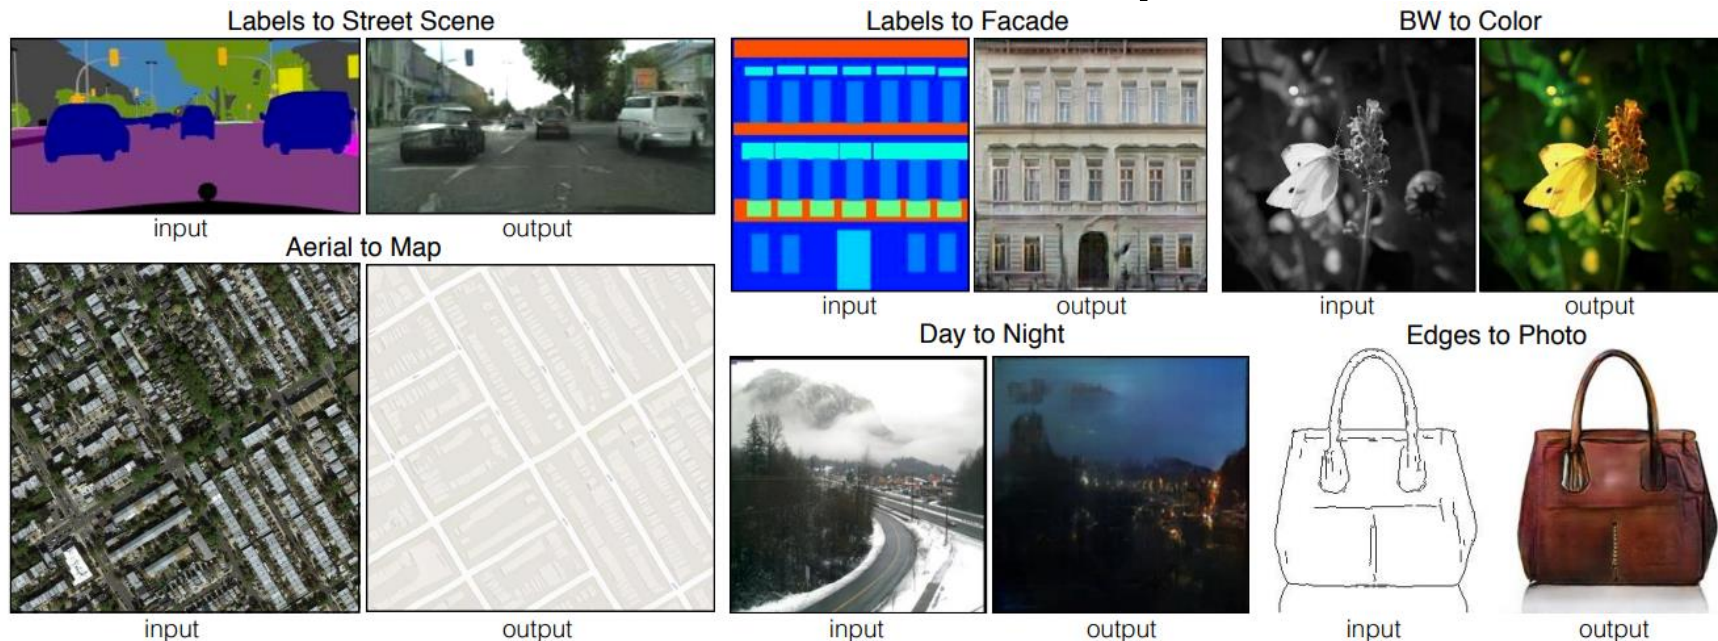 Labels to Street Scene
input
output
Labels to Facade
input
output
BW to Color
input
output
Aerial to Map
input
output
Day to Night
input
output
Edges to Photo
input
output